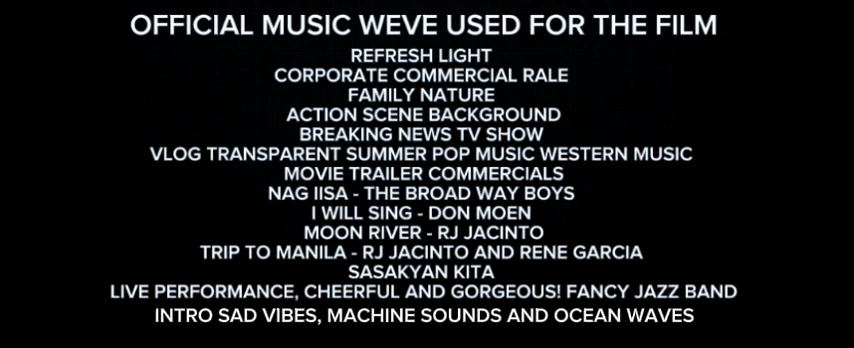 OFFICIAL MUSIC WEVE USED FOR THE FILM
REFRESH LIGHT
CORPORATE COMMERCIAL RALE
FAMILY NATURE
ACTION SCENE BACKGROUND
BREAKING NEWS TV SHOW
VLOG TRANSPARENT SUMMER POP MUSIC WESTERN MUSIC
MOVIE TRAILER COMMERCIALS
NAG IISA - THE BROAD WAY BOYS
I WILL SING - DON MOEN
MOON RIVER - RJ JACINTO
TRIP TO MANILA - RJ JACINTO AND RENE GARCIA
SASAKYAN KITA
LIVE PERFORMANCE, CHEERFUL AND GORGEOUS! FANCY JAZZ BAND
INTRO SAD VIBES, MACHINE SOUNDS AND OCEAN WAVES